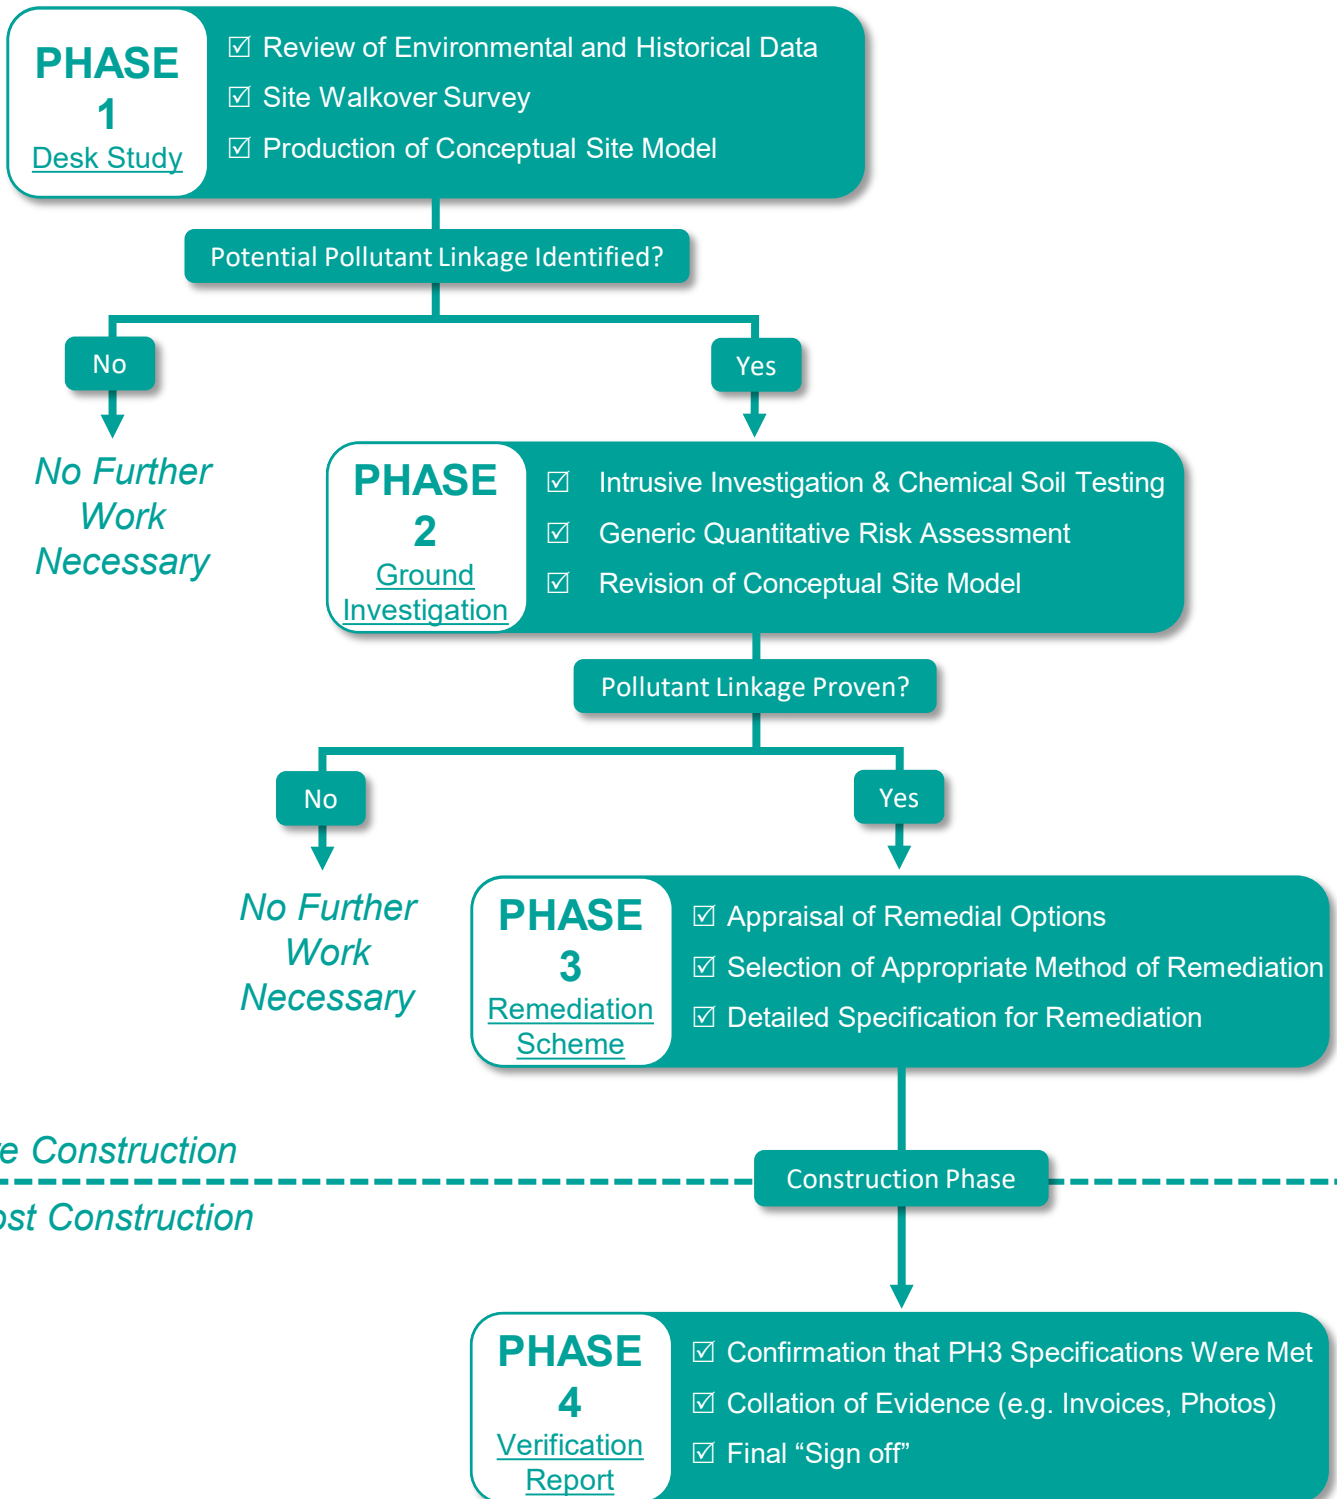 PHASE
1
Desk Study
☑ Review of Environmental and Historical Data
☑ Site Walkover Survey
☑ Production of Conceptual Site Model
Potential Pollutant Linkage Identified?
No
Yes
No Further
Work
Necessary
PHASE
2
Ground
Investigation
☑ Intrusive Investigation & Chemical Soil Testing
☑ Generic Quantitative Risk Assessment
☑ Revision of Conceptual Site Model
Pollutant Linkage Proven?
No
Yes
No Further
Work
Necessary
PHASE
3
Remediation
Scheme
☑ Appraisal of Remedial Options
☑ Selection of Appropriate Method of Remediation
☑ Detailed Specification for Remediation
e Construction
Construction Phase
ost Construction
PHASE
4
Verification
Report
☑ Confirmation that PH3 Specifications Were Met
☑ Collation of Evidence (e.g. Invoices, Photos)
☑ Final “Sign off”